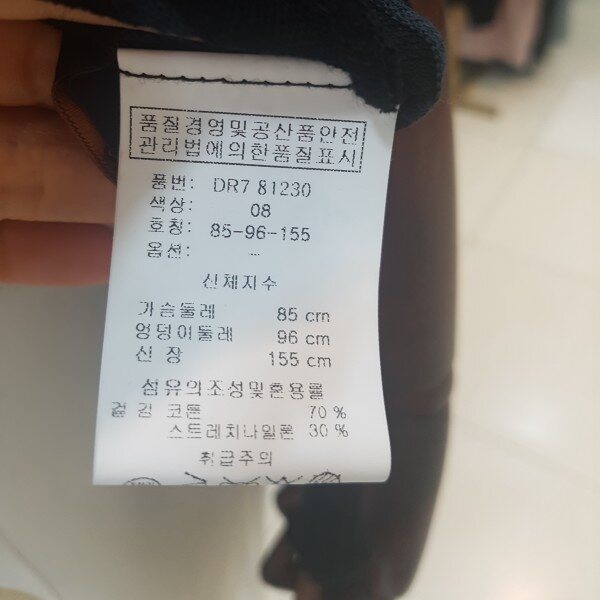 품질경영및공산품안전
관리법에의한품질표시
품번: DR7 81230
색상: 08
호칭: 85-96-155
옵션: -
신체지수
가슴둘레 85 cm
엉덩이둘레 96 cm
신 장 155 cm
섬유의조성및혼용률
겉감 코튼 70 %
스트레치나일론 30 %
취급주의